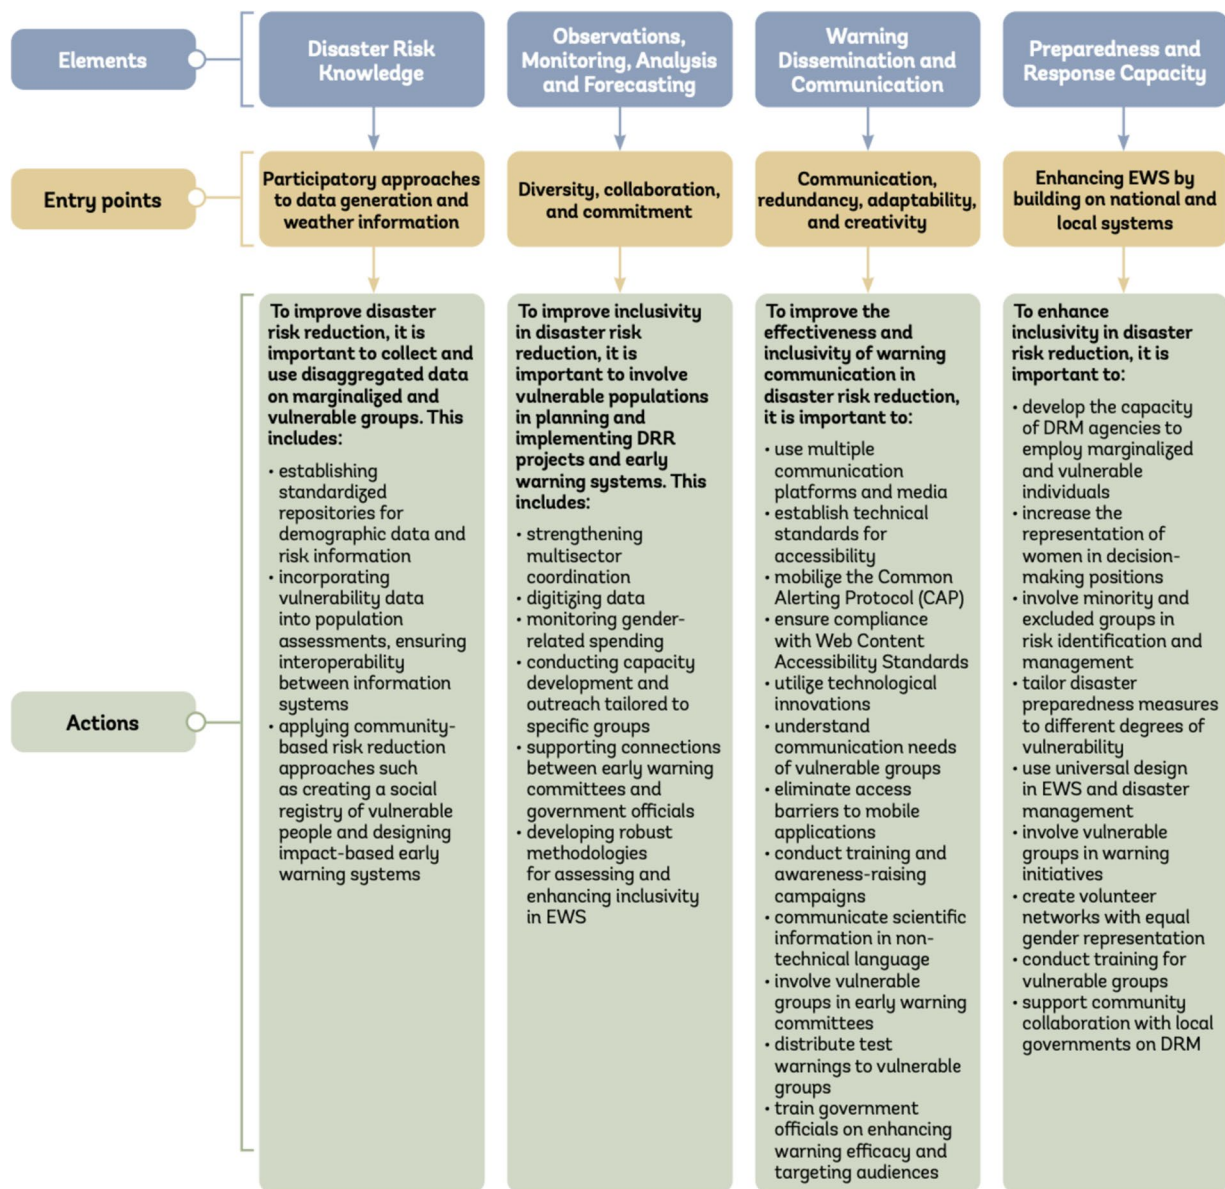 Elements
Disaster Risk
Knowledge
Observations,
Monitoring, Analysis
and Forecasting
Warning
Dissemination and
Communication
Preparedness and
Response Capacity
Entry points
Participatory approaches
to data generation and
weather information
Diversity, collaboration,
and commitment
Communication,
redundancy, adaptability,
and creativity
Enhancing EWS by
building on national and
local systems
Actions
To improve disaster
risk reduction, it is
important to collect and
use disaggregated data
on marginalized and
vulnerable groups. This
includes:
• establishing
standardized
repositories for
demographic data and
risk information
• incorporating
vulnerability data
into population
assessments, ensuring
interoperability
between information
systems
• applying community-
based risk reduction
approaches such
as creating a social
registry of vulnerable
people and designing
impact-based early
warning systems
To improve inclusivity
in disaster risk
reduction, it is
important to involve
vulnerable populations
in planning and
implementing DRR
projects and early
warning systems. This
includes:
• strengthening
multisector
coordination
• digitizing data
• monitoring gender-
related spending
• conducting capacity
development and
outreach tailored to
specific groups
• supporting connections
between early warning
committees and
government officials
• developing robust
methodologies
for assessing and
enhancing inclusivity
in EWS
To improve the
effectiveness and
inclusivity of warning
communication in
disaster risk reduction,
it is important to:
• use multiple
communication
platforms and media
• establish technical
standards for
accessibility
• mobilize the Common
Alerting Protocol (CAP)
• ensure compliance
with Web Content
Accessibility Standards
• utilize technological
innovations
• understand
communication needs
of vulnerable groups
• eliminate access
barriers to mobile
applications
• conduct training and
awareness-raising
campaigns
• communicate scientific
information in non-
technical language
• involve vulnerable
groups in early warning
committees
• distribute test
warnings to vulnerable
groups
• train government
officials on enhancing
warning efficacy and
targeting audiences
To enhance
inclusivity in disaster
risk reduction, it is
important to:
• develop the capacity
of DRM agencies to
employ marginalized
and vulnerable
individuals
• increase the
representation of
women in decision-
making positions
• involve minority and
excluded groups in
risk identification and
management
• tailor disaster
preparedness measures
to different degrees of
vulnerability
• use universal design
in EWS and disaster
management
• involve vulnerable
groups in warning
initiatives
• create volunteer
networks with equal
gender representation
• conduct training for
vulnerable groups
• support community
collaboration with local
governments on DRM